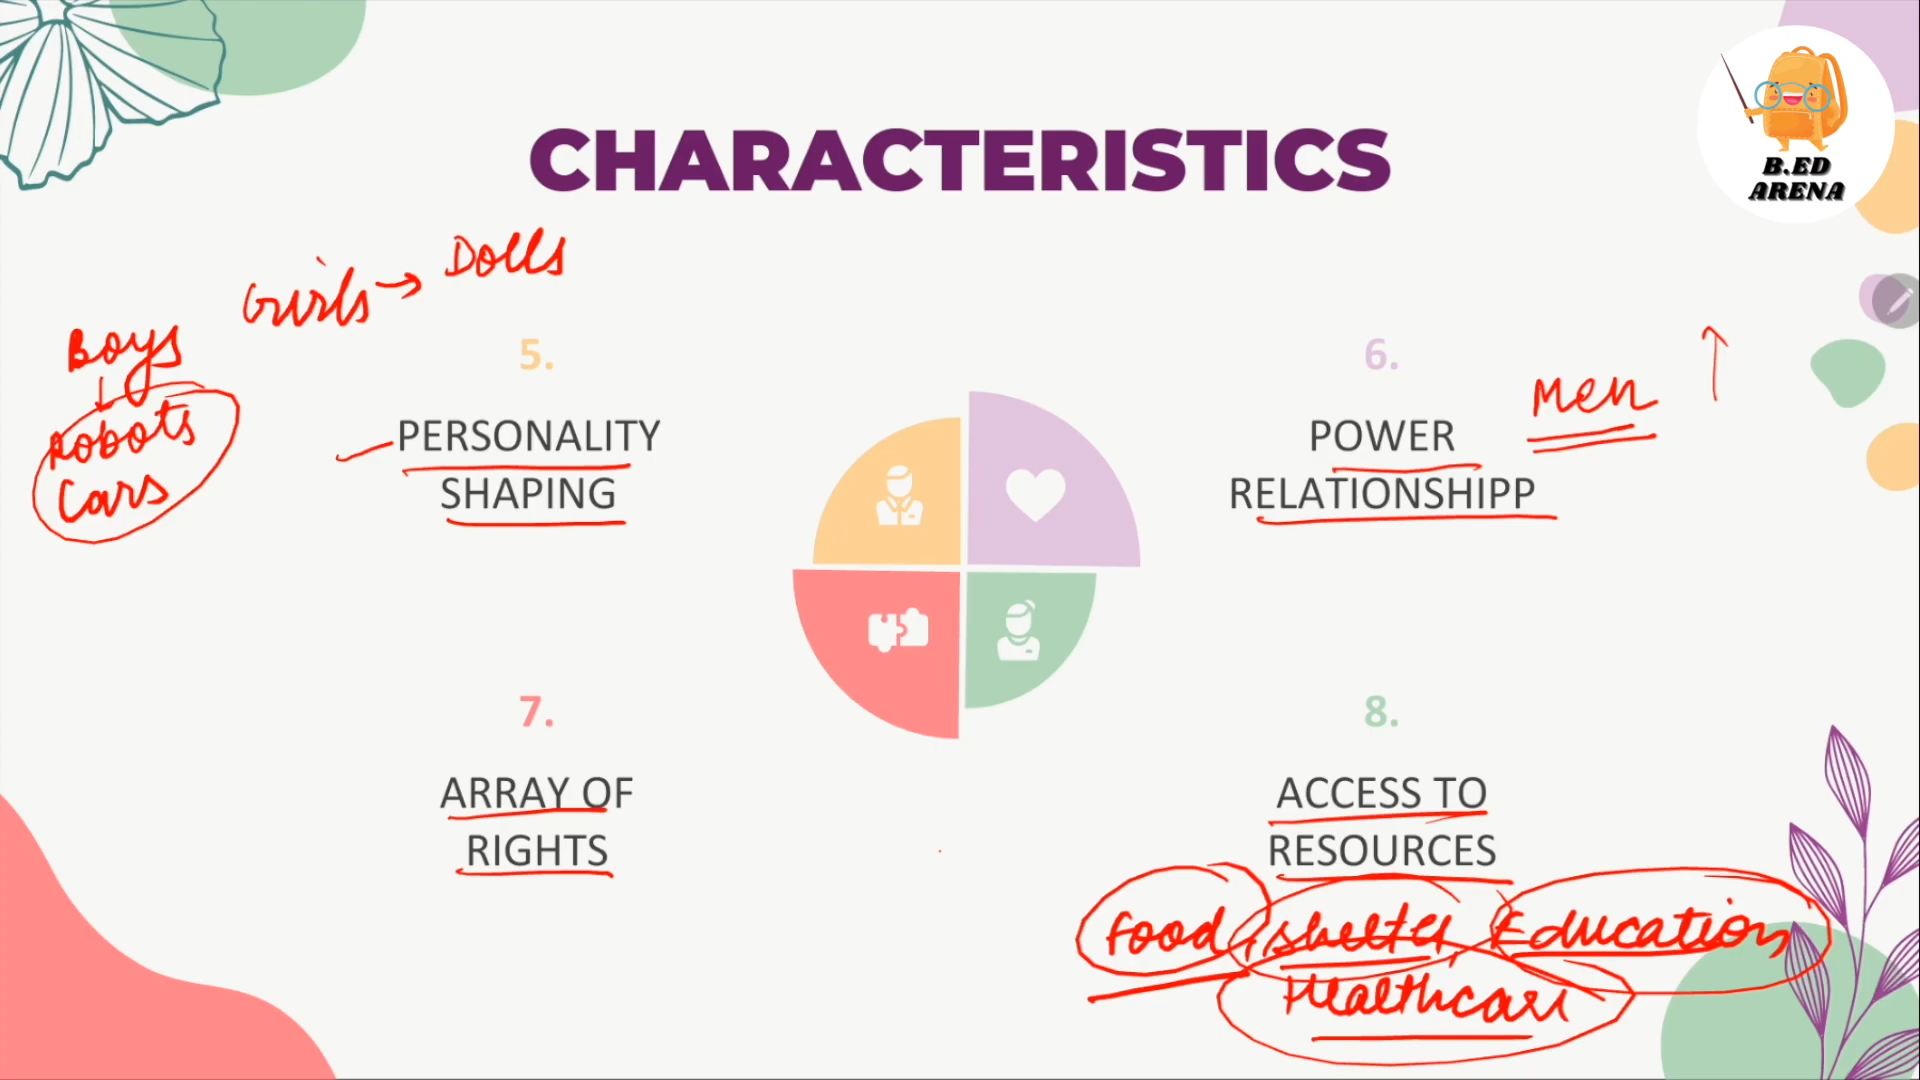 B.ED
ARENA
CHARACTERISTICS
Girls → Dolls
Boys
↓
Robots
Cars
5.
PERSONALITY
SHAPING
6.
POWER
RELATIONSHIPP
Men ↑
7.
ARRAY OF
RIGHTS
8.
ACCESS TO
RESOURCES
Food, shelter, Education
Healthcare